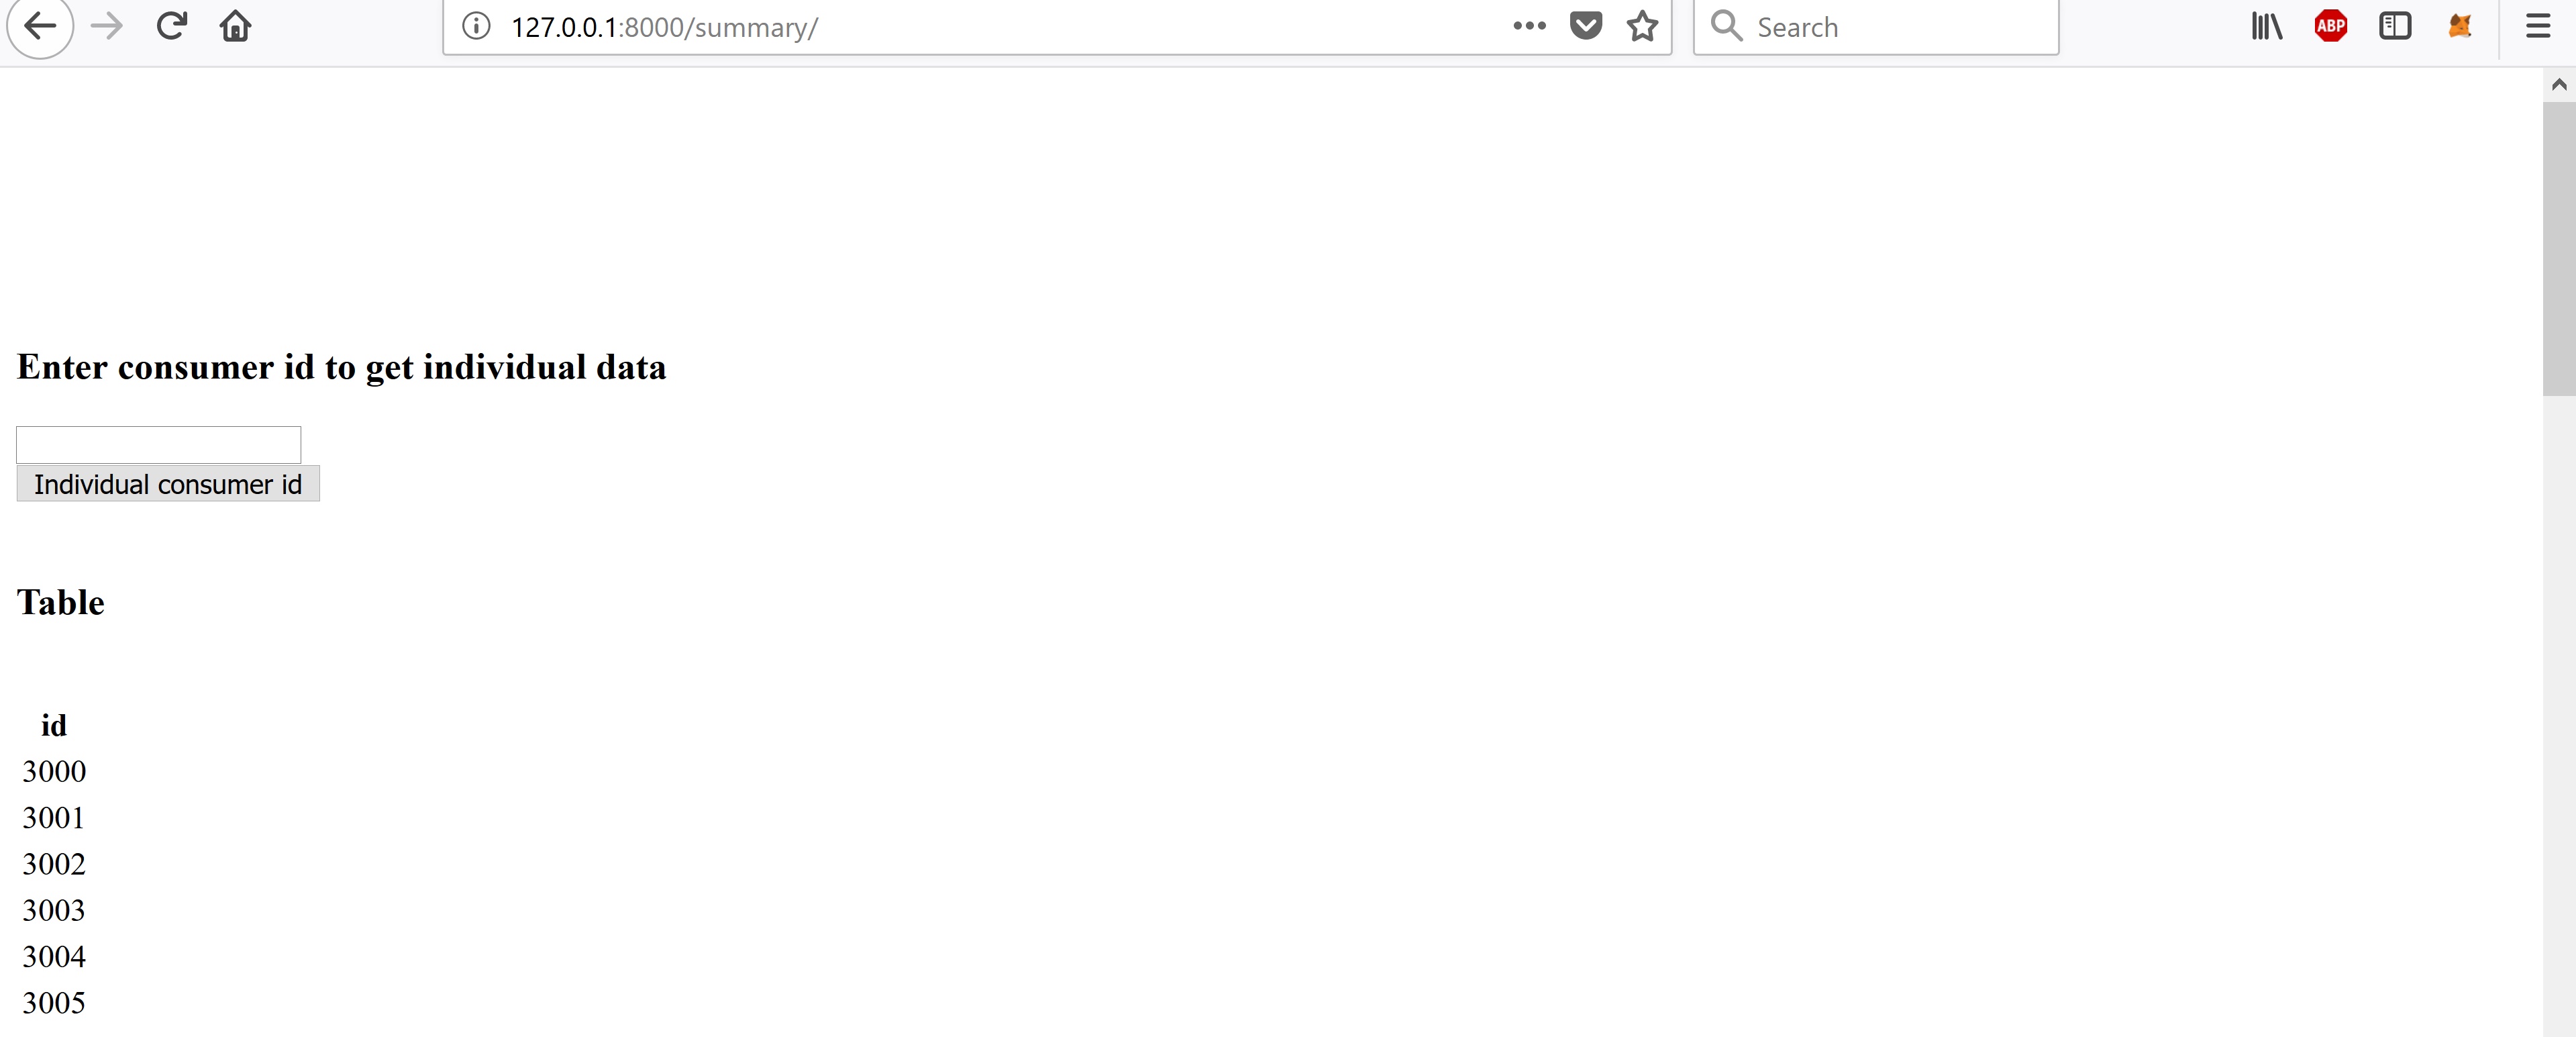 127.0.0.1:8000/summary/
Search
ABP
Enter consumer id to get individual data
Individual consumer id
Table
id
3000
3001
3002
3003
3004
3005